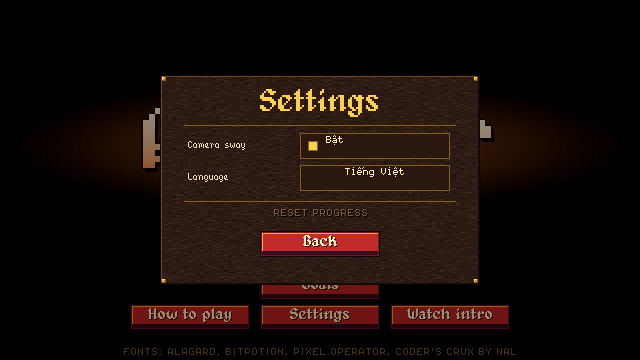 Settings
Camera sway
Bật
Language
Tiếng Việt
RESET PROGRESS
Back
Goals
How to play
Settings
Watch intro
FONTS: ALAGARD, BITPOTION, PIXEL OPERATOR, CODER'S CRUX BY NAL